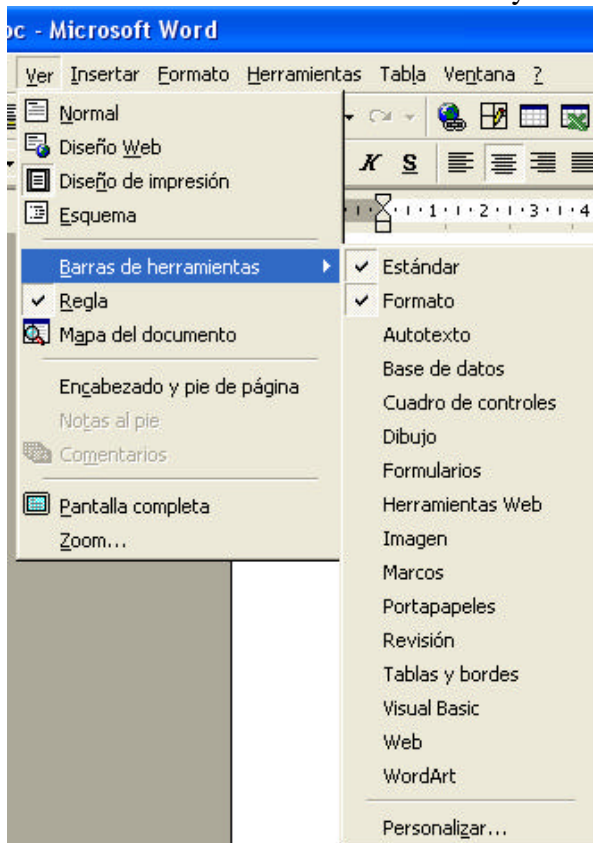 oc - Microsoft Word
Ver Insertar Formato Herramientas Tabla Ventana ?
Normal
Diseño Web
Diseño de impresión
Esquema
Barras de herramientas
Regla
Mapa del documento
Encabezado y pie de página
Notas al pie
Comentarios
Pantalla completa
Zoom...
K S
1 · 2 · 3 · 4
Estándar
Formato
Autotexto
Base de datos
Cuadro de controles
Dibujo
Formularios
Herramientas Web
Imagen
Marcos
Portapapeles
Revisión
Tablas y bordes
Visual Basic
Web
WordArt
Personalizar...